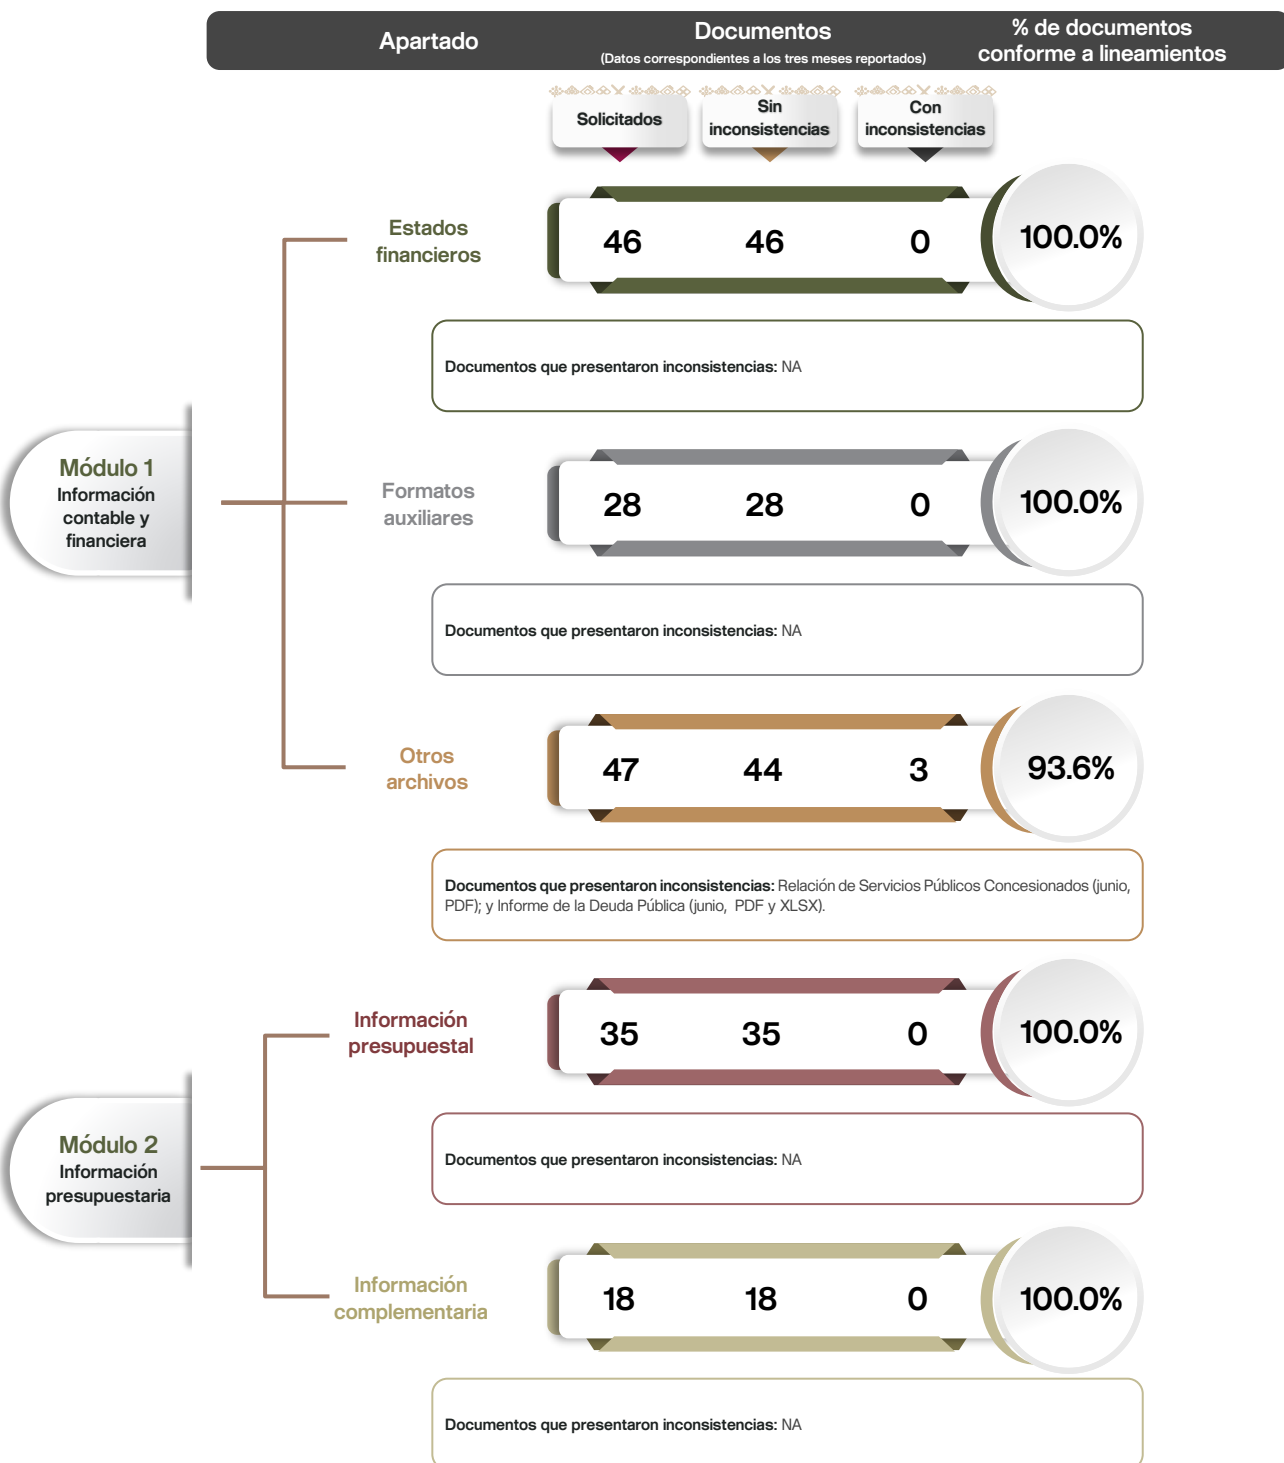 Apartado
Documentos
(Datos correspondientes a los tres meses reportados)
% de documentos
conforme a lineamientos
Solicitados
Sin
inconsistencias
Con
inconsistencias
Módulo 1
Información
contable y
financiera
Estados
financieros
46 46 0 100.0%
Documentos que presentaron inconsistencias: NA
Formatos
auxiliares
28 28 0 100.0%
Documentos que presentaron inconsistencias: NA
Otros
archivos
47 44 3 93.6%
Documentos que presentaron inconsistencias: Relación de Servicios Públicos Concesionados (junio,
PDF); y Informe de la Deuda Pública (junio, PDF y XLSX).
Módulo 2
Información
presupuestaria
Información
presupuestal
35 35 0 100.0%
Documentos que presentaron inconsistencias: NA
Información
complementaria
18 18 0 100.0%
Documentos que presentaron inconsistencias: NA